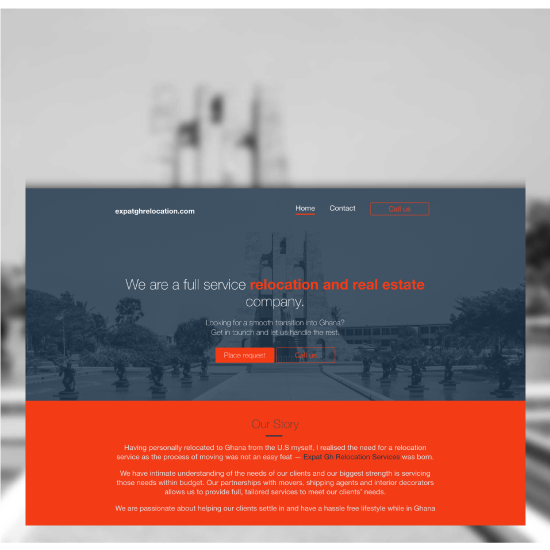 expatghrelocation.com
Home
Contact
Call us
We are a full service relocation and real estate
company.
Looking for a smooth transition into Ghana?
Get in tounch and let us handle the rest.
Place request
Call us
Our Story
Having personally relocated to Ghana from the U.S myself, I realised the need for a relocation
service as the process of moving was not an easy feat — Expat Gh Relocation Services was born.
We have intimate understanding of the needs of our clients and our biggest strength is servicing
those needs within budget. Our partnerships with movers, shipping agents and interior decorators
allows us to provide full, tailored services to meet our clients' needs.
We are passionate about helping our clients settle in and have a hassle free lifestyle while in Ghana